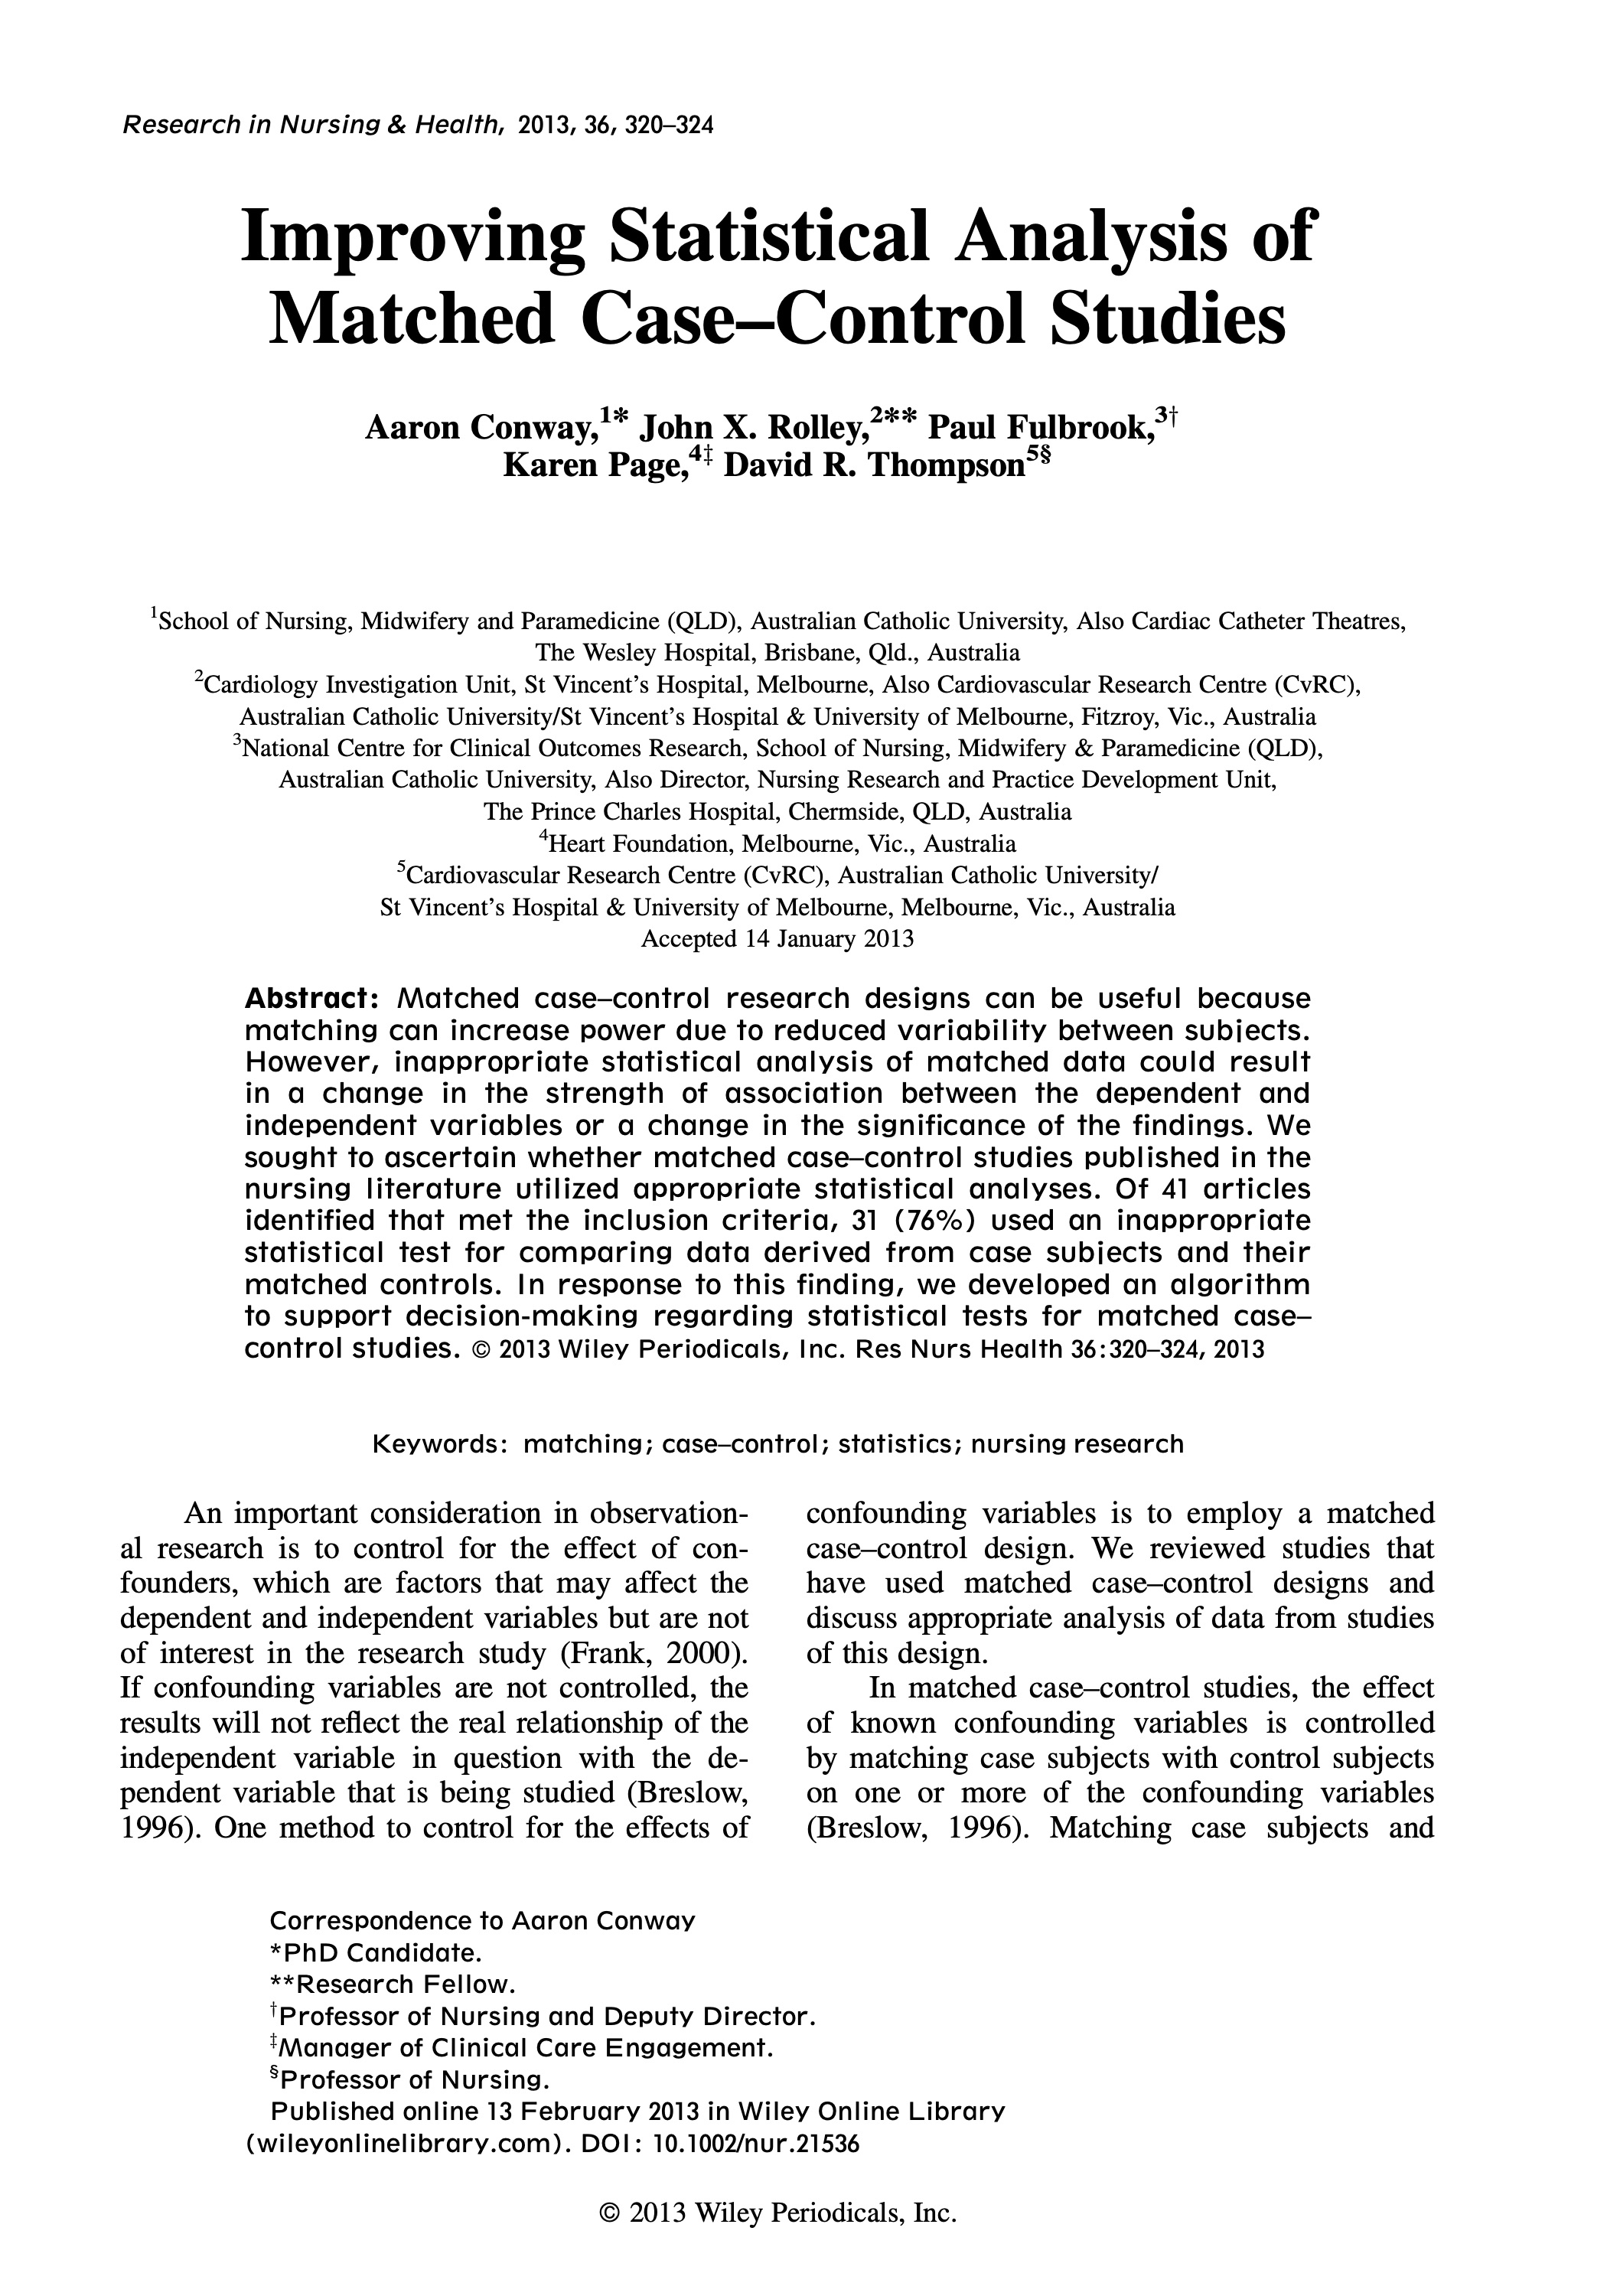 Research in Nursing & Health, 2013, 36, 320–324
Improving Statistical Analysis of
Matched Case–Control Studies
Aaron Conway,1* John X. Rolley,2** Paul Fulbrook,3†
Karen Page,4‡ David R. Thompson5§
1School of Nursing, Midwifery and Paramedicine (QLD), Australian Catholic University, Also Cardiac Catheter Theatres,
The Wesley Hospital, Brisbane, Qld., Australia
2Cardiology Investigation Unit, St Vincent's Hospital, Melbourne, Also Cardiovascular Research Centre (CvRC),
Australian Catholic University/St Vincent's Hospital & University of Melbourne, Fitzroy, Vic., Australia
3National Centre for Clinical Outcomes Research, School of Nursing, Midwifery & Paramedicine (QLD),
Australian Catholic University, Also Director, Nursing Research and Practice Development Unit,
The Prince Charles Hospital, Chermside, QLD, Australia
4Heart Foundation, Melbourne, Vic., Australia
5Cardiovascular Research Centre (CvRC), Australian Catholic University/
St Vincent's Hospital & University of Melbourne, Melbourne, Vic., Australia
Accepted 14 January 2013
Abstract: Matched case–control research designs can be useful because
matching can increase power due to reduced variability between subjects.
However, inappropriate statistical analysis of matched data could result
in a change in the strength of association between the dependent and
independent variables or a change in the significance of the findings. We
sought to ascertain whether matched case–control studies published in the
nursing literature utilized appropriate statistical analyses. Of 41 articles
identified that met the inclusion criteria, 31 (76%) used an inappropriate
statistical test for comparing data derived from case subjects and their
matched controls. In response to this finding, we developed an algorithm
to support decision-making regarding statistical tests for matched case–
control studies. © 2013 Wiley Periodicals, Inc. Res Nurs Health 36:320–324, 2013
Keywords: matching; case–control; statistics; nursing research
An important consideration in observation-
al research is to control for the effect of con-
founders, which are factors that may affect the
dependent and independent variables but are not
of interest in the research study (Frank, 2000).
If confounding variables are not controlled, the
results will not reflect the real relationship of the
independent variable in question with the de-
pendent variable that is being studied (Breslow,
1996). One method to control for the effects of
confounding variables is to employ a matched
case–control design. We reviewed studies that
have used matched case–control designs and
discuss appropriate analysis of data from studies
of this design.
In matched case–control studies, the effect
of known confounding variables is controlled
by matching case subjects with control subjects
on one or more of the confounding variables
(Breslow, 1996). Matching case subjects and
Correspondence to Aaron Conway
*PhD Candidate.
**Research Fellow.
†Professor of Nursing and Deputy Director.
‡Manager of Clinical Care Engagement.
§Professor of Nursing.
Published online 13 February 2013 in Wiley Online Library
(wileyonlinelibrary.com). DOI: 10.1002/nur.21536
© 2013 Wiley Periodicals, Inc.